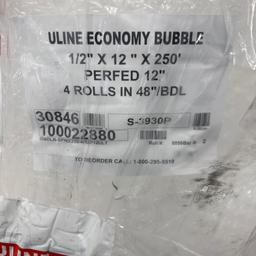 ULINE ECONOMY BUBBLE
1/2" X 12 " X 250'
PERFED 12"
4 ROLLS IN 48"/BDL
30846
100022880
TO REORDER CALL: 1-800-295-5510